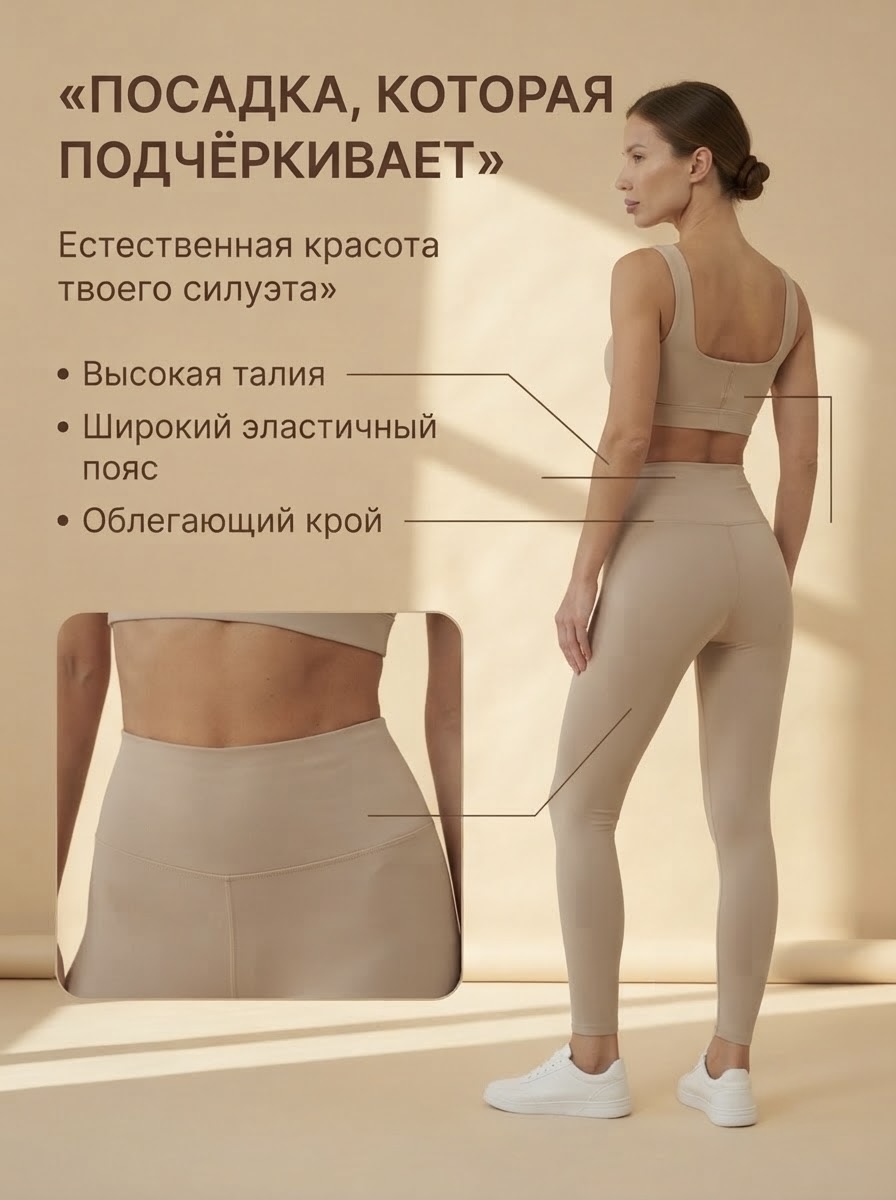 «ПОСАДКА, КОТОРАЯ
ПОДЧЁРКИВАЕТ»
Естественная красота
твоего силуэта»
• Высокая талия
• Широкий эластичный
пояс
• Облегающий крой